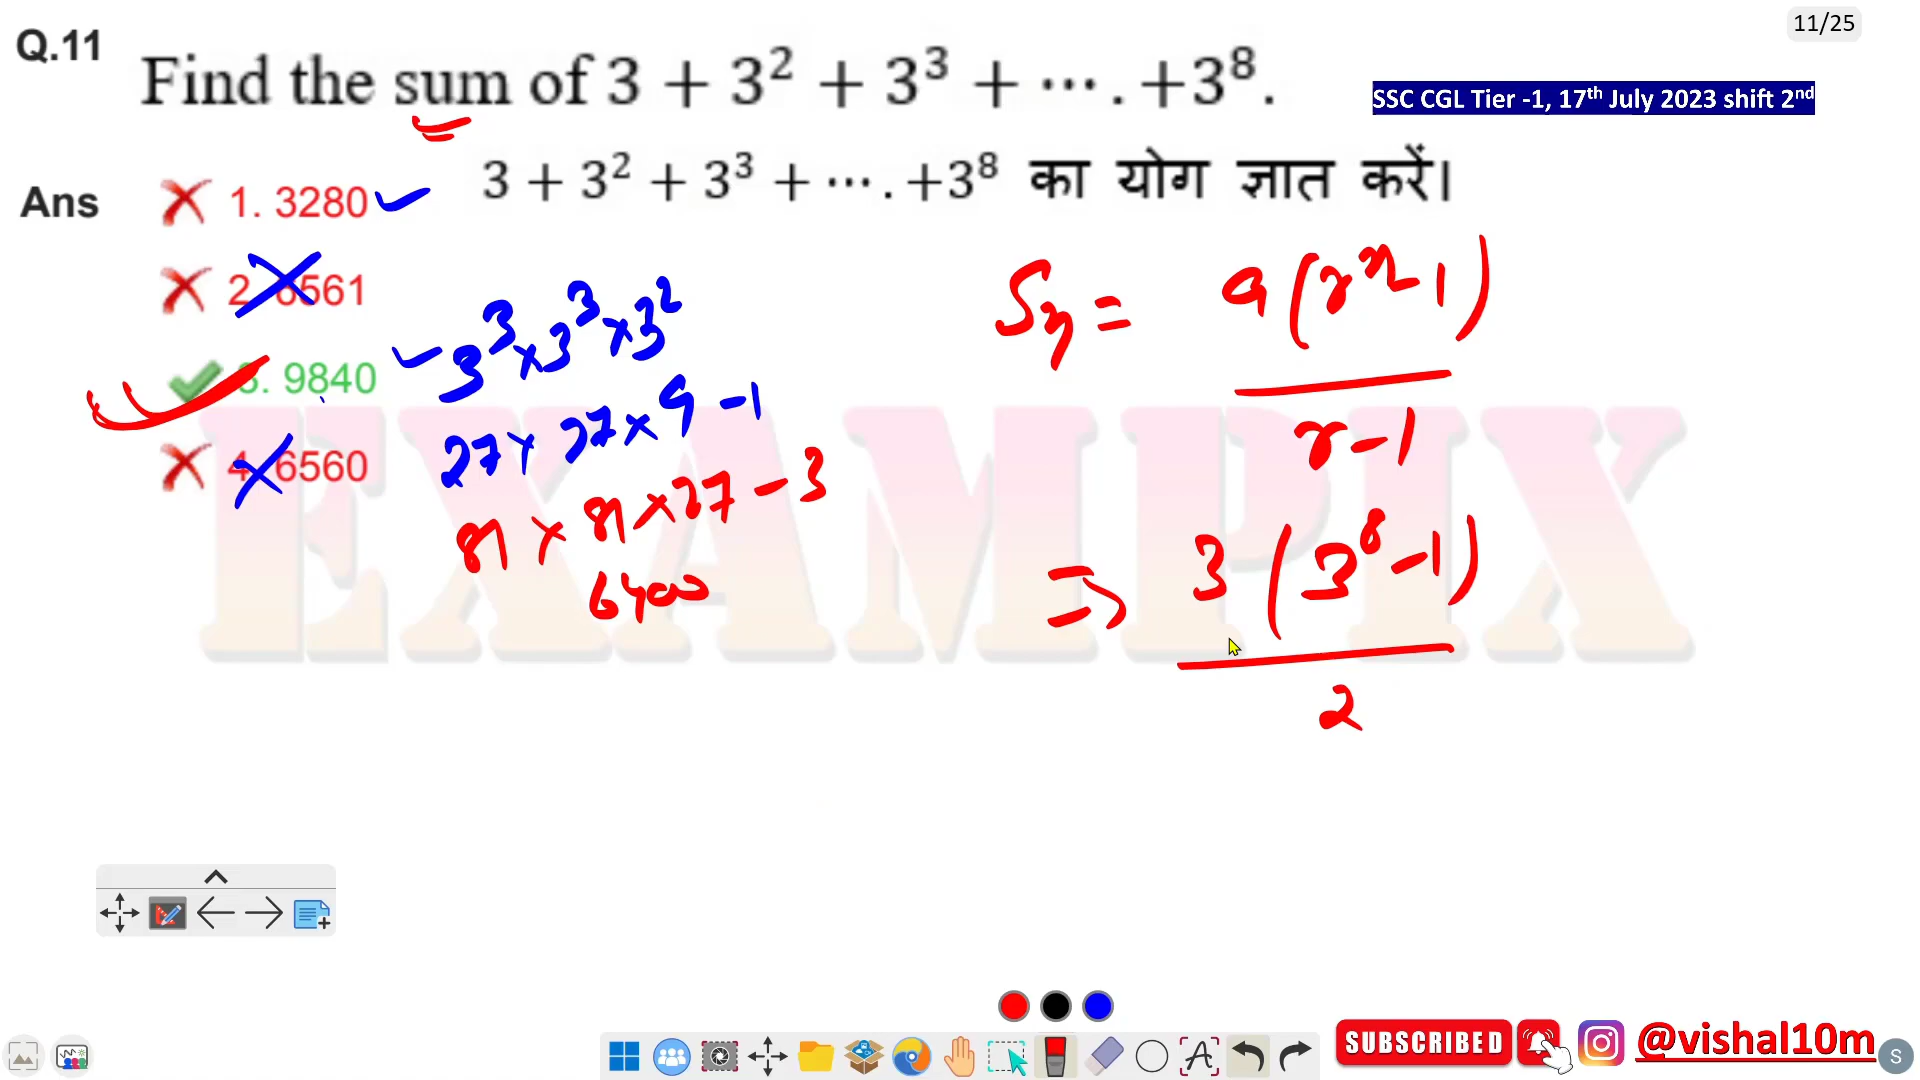 11/25
Q.11
Find the sum of 3 + 3² + 3³ + ⋯. +3⁸.
SSC CGL Tier -1, 17th July 2023 shift 2nd
3 + 3² + 3³ + ⋯. +3⁸ का योग ज्ञात करें।
Ans
1. 3280
2. 6561
3. 9840
4. 6560
3³×3³×3²
27×27×9-1
81×81×27-3
6400
Sn = a(rⁿ-1)
r-1
⇒ 3(3⁸-1)
2
EXAMPIX
SUBSCRIBED
@vishal10m
S